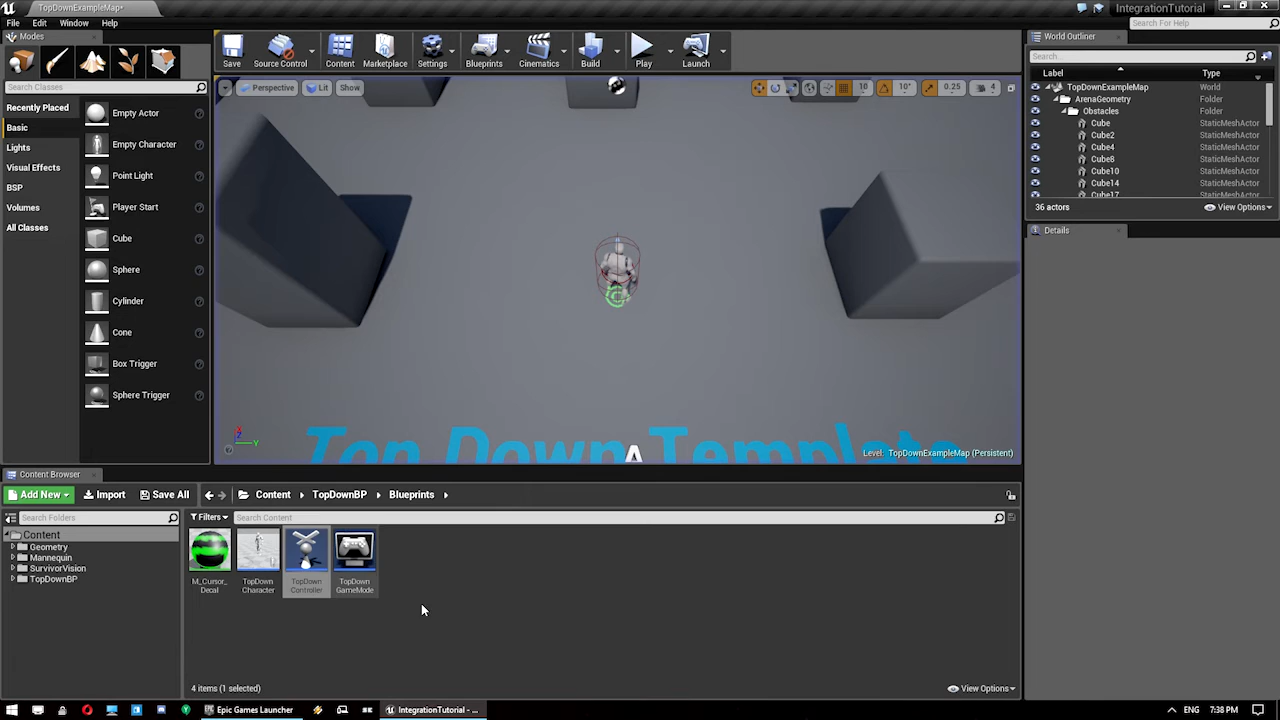 TopDownExampleMap*
IntegrationTutorial
File Edit Window Help
Search For Help
Modes
Search Classes
Recently Placed
Basic
Lights
Visual Effects
BSP
Volumes
All Classes
Empty Actor
Empty Character
Point Light
Player Start
Cube
Sphere
Cylinder
Cone
Box Trigger
Sphere Trigger
Save
Source Control
Content
Marketplace
Settings
Blueprints
Cinematics
Build
Play
Launch
Perspective Lit Show
10 10° 0.25 4
Top Down Template
Level: TopDownExampleMap (Persistent)
World Outliner
Search...
Label Type
TopDownExampleMap World
ArenaGeometry Folder
Obstacles Folder
Cube StaticMeshActor
Cube2 StaticMeshActor
Cube4 StaticMeshActor
Cube8 StaticMeshActor
Cube10 StaticMeshActor
Cube14 StaticMeshActor
Cube17 StaticMeshActor
36 actors View Options
Details
Content Browser
Add New Import Save All Content TopDownBP Blueprints
Search Folders
Filters Search Content
Content
Geometry
Mannequin
SurvivorVision
TopDownBP
M_Cursor_
Decal
TopDown
Character
TopDown
Controller
TopDown
GameMode
4 items (1 selected)
View Options
Epic Games Launcher
IntegrationTutorial - ...
ENG 7:38 PM